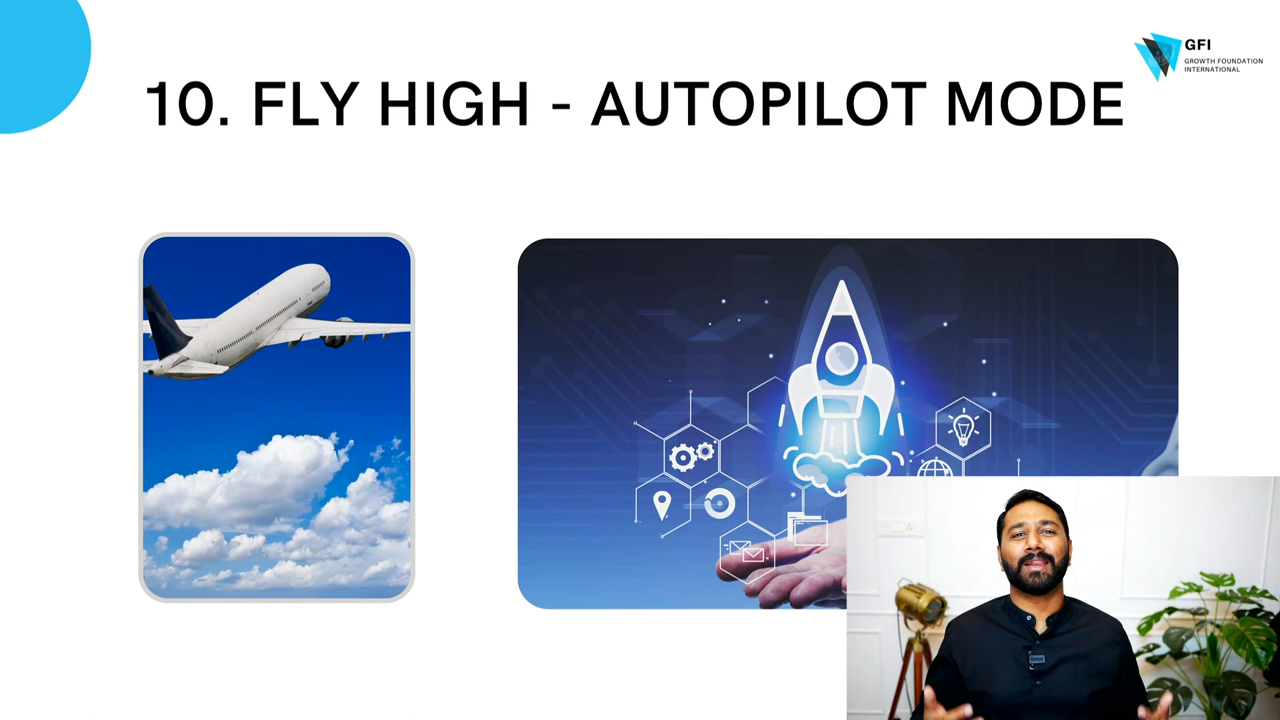 GFI
GROWTH FOUNDATION
INTERNATIONAL
10. FLY HIGH - AUTOPILOT MODE